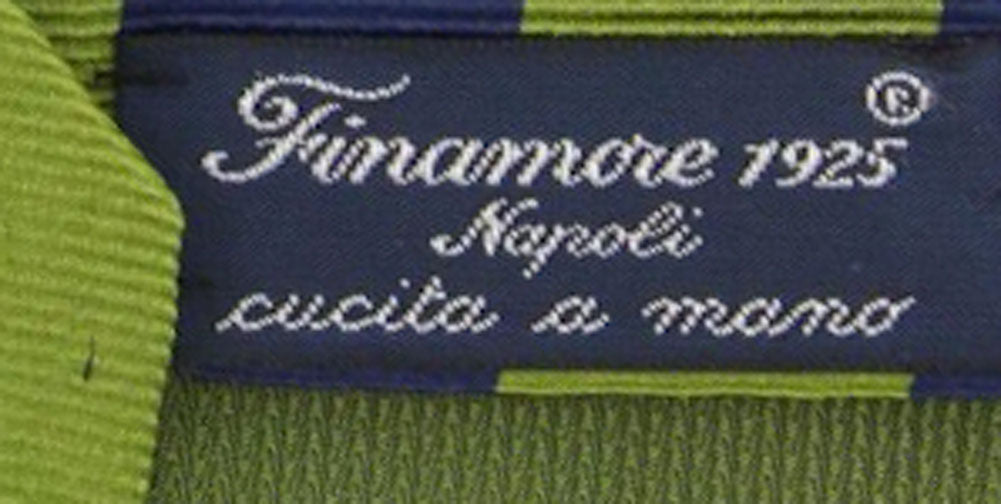 Finamore 1925®
Napoli
cucita a mano